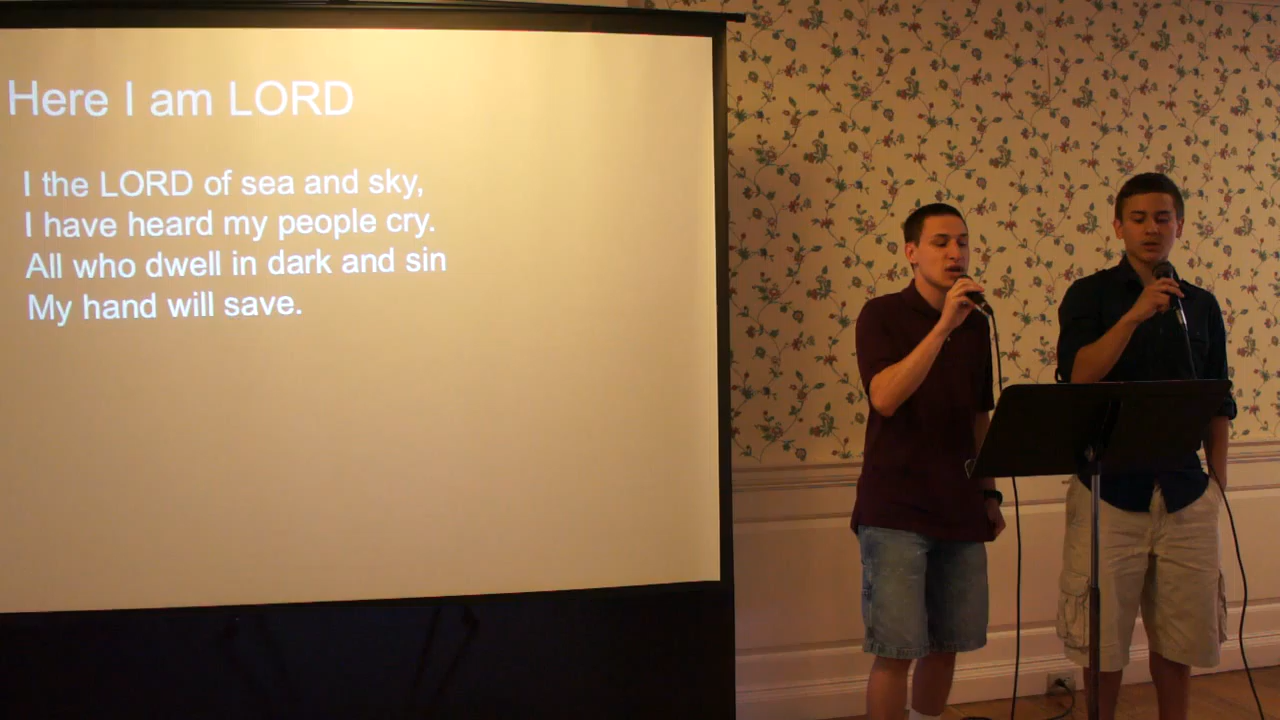 Here I am LORD
I the LORD of sea and sky,
I have heard my people cry.
All who dwell in dark and sin
My hand will save.